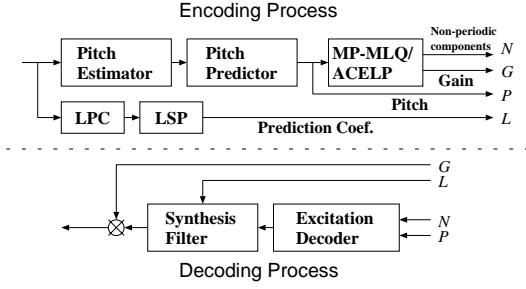 Encoding Process
Non-periodic
components
Pitch
Estimator
Pitch
Predictor
MP-MLQ/
ACELP
N
G
Gain
P
Pitch
LPC
LSP
Prediction Coef.
L
G
L
Synthesis
Filter
Excitation
Decoder
N
P
Decoding Process